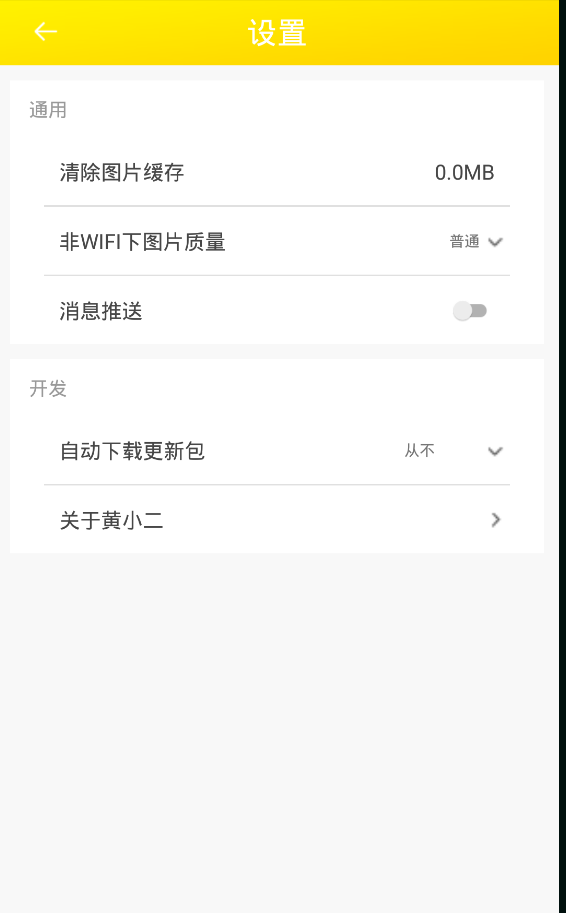 设置
通用
清除图片缓存 0.0MB
非WIFI下图片质量 普通
消息推送
开发
自动下载更新包 从不
关于黄小二